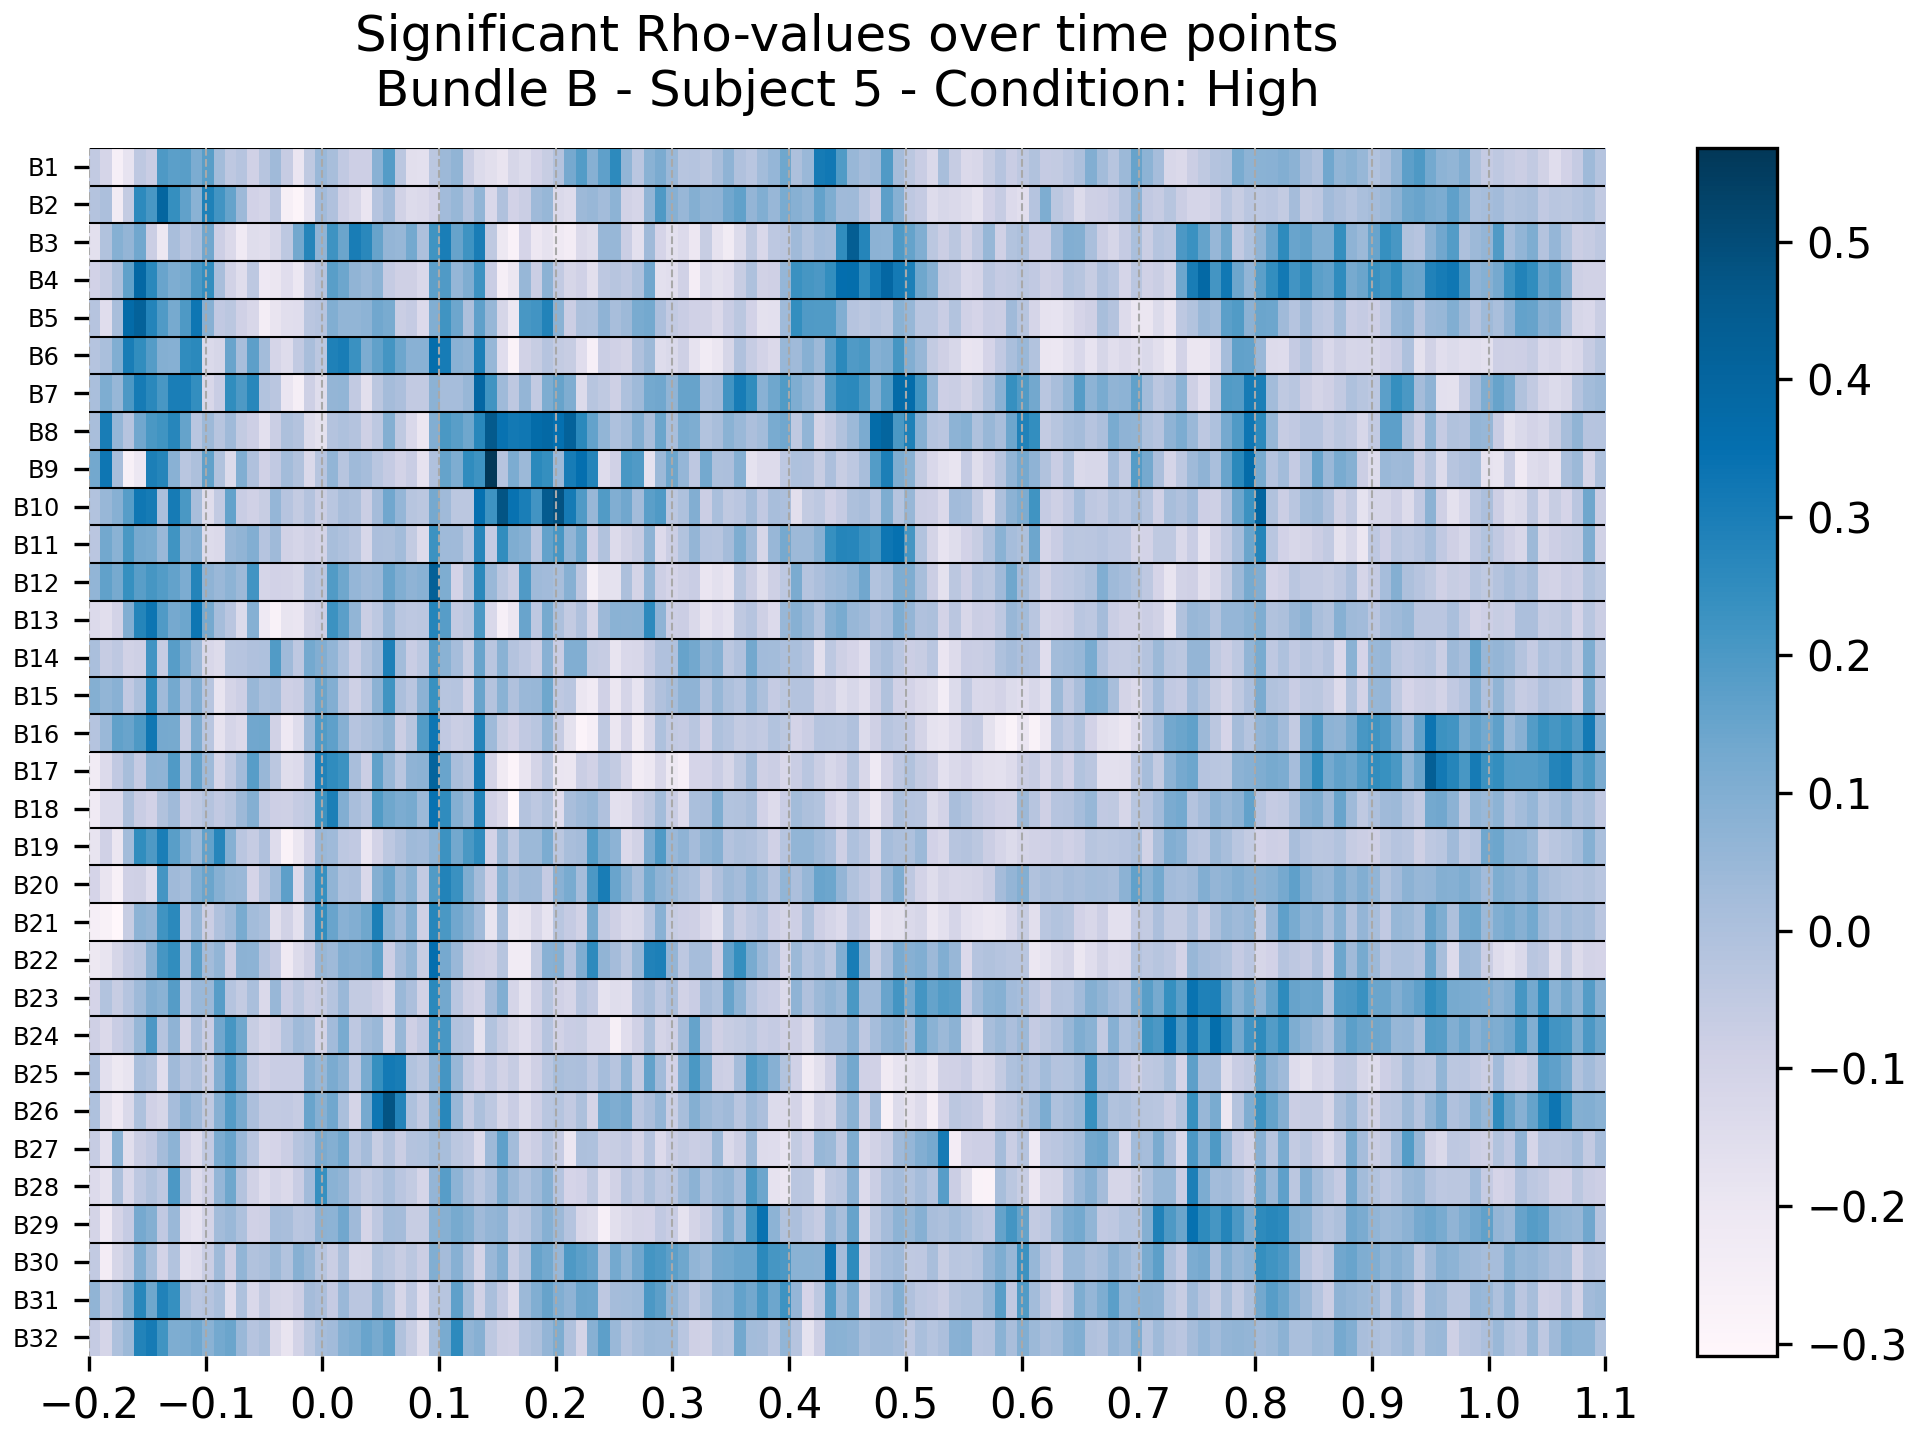 Significant Rho-values over time points
Bundle B - Subject 5 - Condition: High
B1
B2
B3
B4
B5
B6
B7
B8
B9
B10
B11
B12
B13
B14
B15
B16
B17
B18
B19
B20
B21
B22
B23
B24
B25
B26
B27
B28
B29
B30
B31
B32
−0.2 −0.1 0.0 0.1 0.2 0.3 0.4 0.5 0.6 0.7 0.8 0.9 1.0 1.1
0.5
0.4
0.3
0.2
0.1
0.0
−0.1
−0.2
−0.3